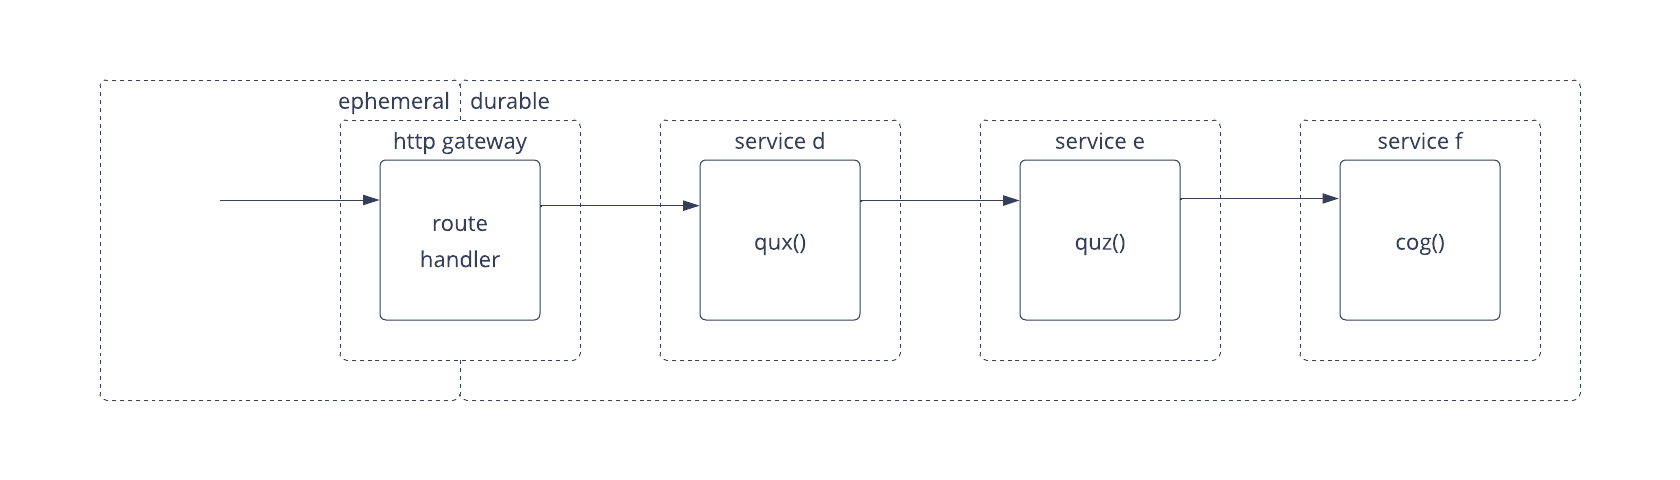 ephemeral
durable
http gateway
service d
service e
service f
route
handler
qux()
quz()
cog()